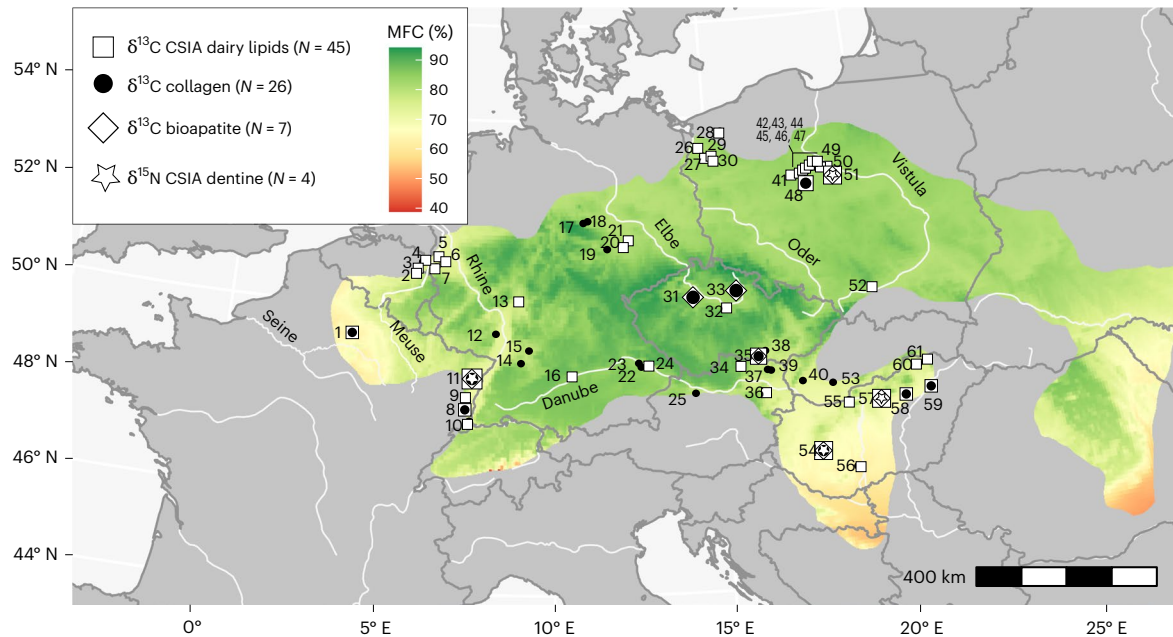 δ¹³C CSIA dairy lipids (N = 45)
δ¹³C collagen (N = 26)
δ¹³C bioapatite (N = 7)
δ¹⁵N CSIA dentine (N = 4)
MFC (%)
90
80
70
60
50
40
54° N
52° N
50° N
48° N
46° N
44° N
0°
5° E
10° E
15° E
20° E
25° E
42, 43, 44
45, 46, 47
28
26
29
27
30
49
50
41
51
48
Vistula
17
18
21
20
19
Elbe
Oder
5
4
3
6
2
7
Rhine
13
31
33
32
52
Seine
1
Meuse
12
15
14
38
35
39
37
34
61
60
11
16
23
24
22
Danube
40
53
9
8
10
25
36
55
57
58
59
54
56
400 km